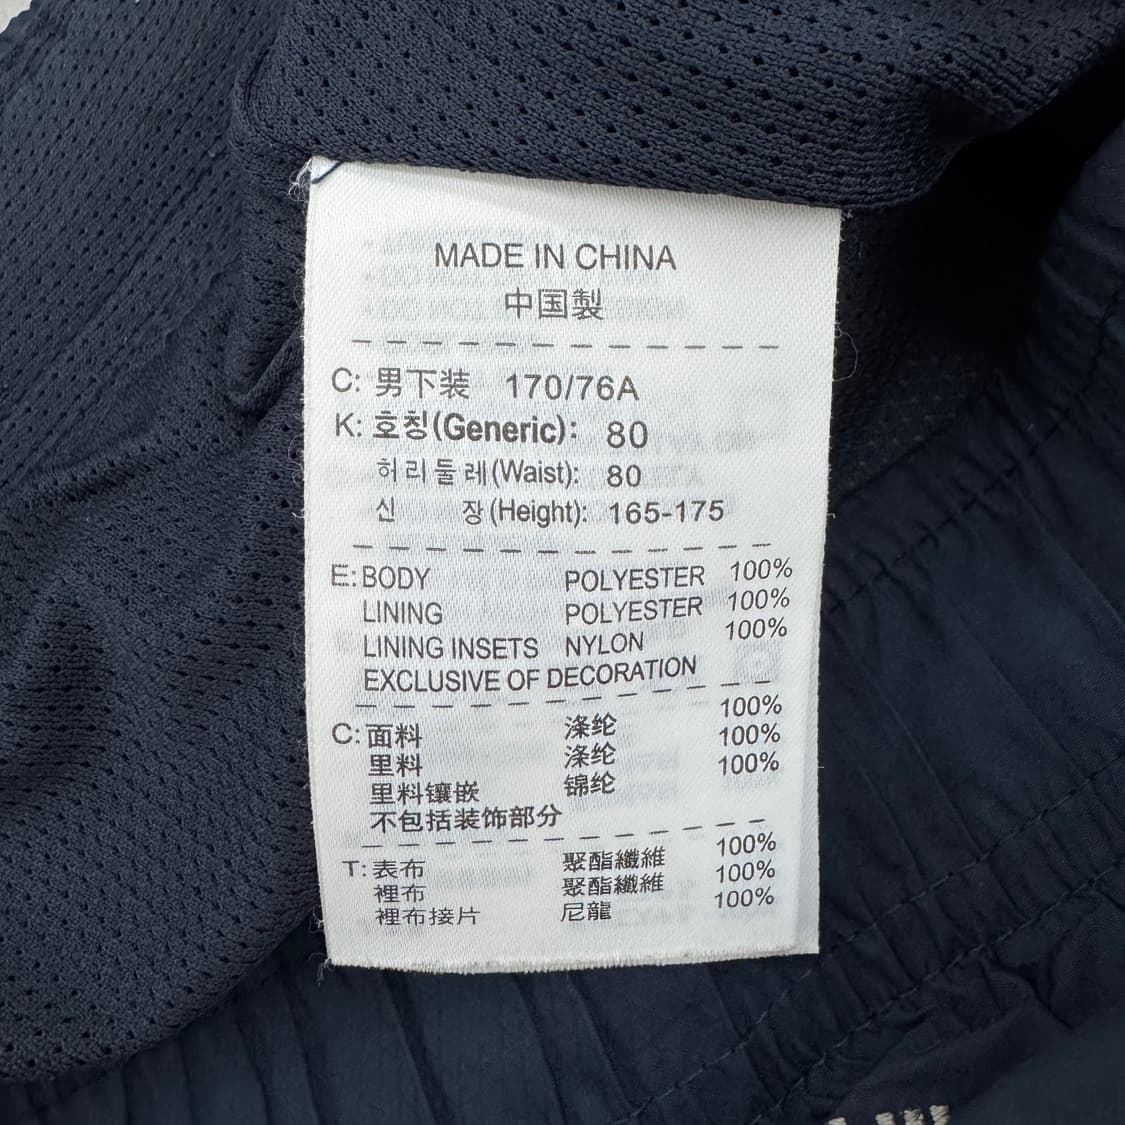 MADE IN CHINA
中国製
C: 男下装 170/76A
K: 호칭(Generic): 80
허리둘레(Waist): 80
신 장(Height): 165-175
E: BODY POLYESTER 100%
LINING POLYESTER 100%
LINING INSETS NYLON 100%
EXCLUSIVE OF DECORATION
C: 面料 涤纶 100%
里料 涤纶 100%
里料镶嵌 锦纶 100%
不包括装饰部分
T: 表布 聚酯纖維 100%
裡布 聚酯纖維 100%
裡布接片 尼龍 100%